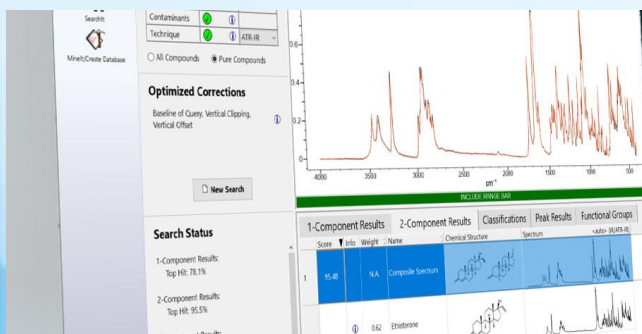 SearchIt
MineIt/Create Database
Contaminants
Technique
ATR-IR
All Compounds
Pure Compounds
Optimized Corrections
Baseline of Query, Vertical Clipping,
Vertical Offset
New Search
Search Status
1-Component Results:
Top Hit: 78.1%
2-Component Results:
Top Hit: 95.5%
0.6
0.4
0.2
0
4000 3500 3000 2500 2000 1500 1000 500
cm⁻¹
INCLUDE RANGE BAR
1-Component Results 2-Component Results Classifications Peak Results Functional Groups
Score Info Weight Name Chemical Structure Spectrum <auto> (IR/ATR-IR)
1 95.48 N.A. Composite Spectrum
0.62 Ethisterone